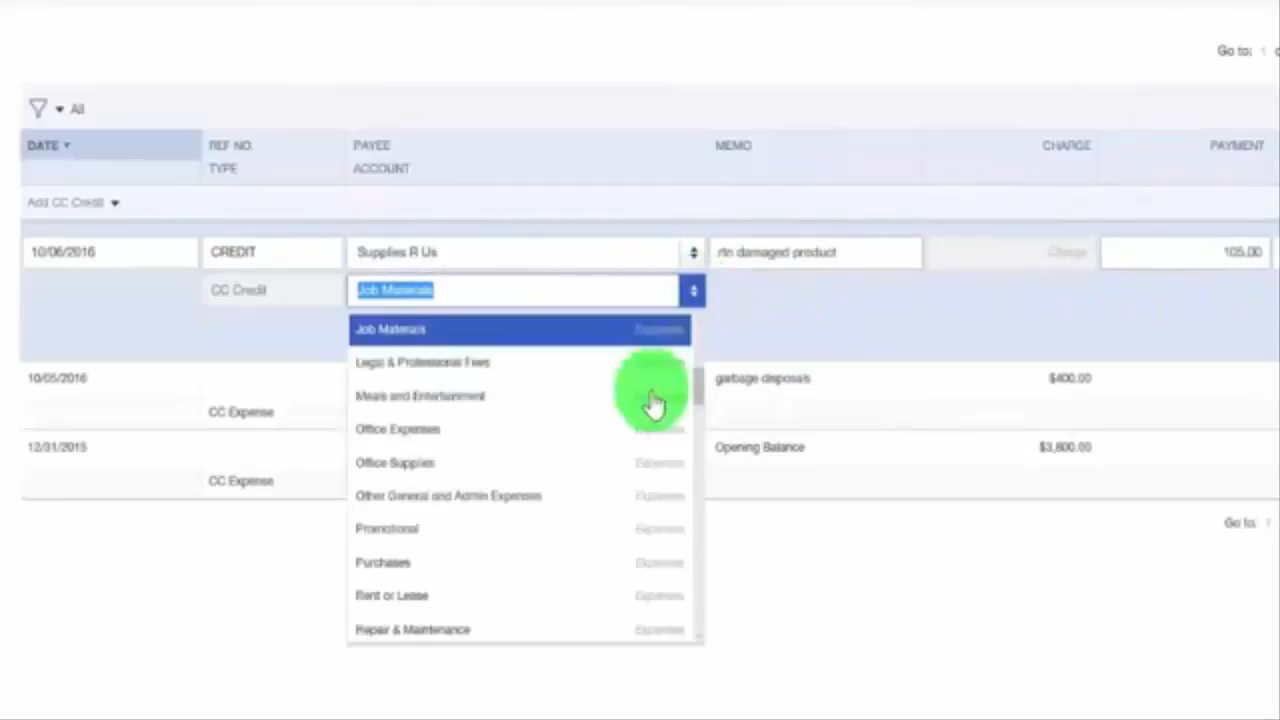 Go to: 1
All
DATE REF NO. PAYEE MEMO CHARGE PAYMENT
TYPE ACCOUNT
Add CC Credit
10/06/2016 CREDIT Supplies R Us rtn damaged product Charge 105.00
CC Credit Job Materials
Job Materials Expenses
Legal & Professional Fees
10/05/2016 garbage disposals $400.00
Meals and Entertainment
CC Expense
Office Expenses Expenses
12/31/2015 Opening Balance $3,800.00
Office Supplies Expenses
CC Expense
Other General and Admin Expenses Expenses
Go to: 1
Promotional Expenses
Purchases Expenses
Rent or Lease Expenses
Repair & Maintenance Expenses